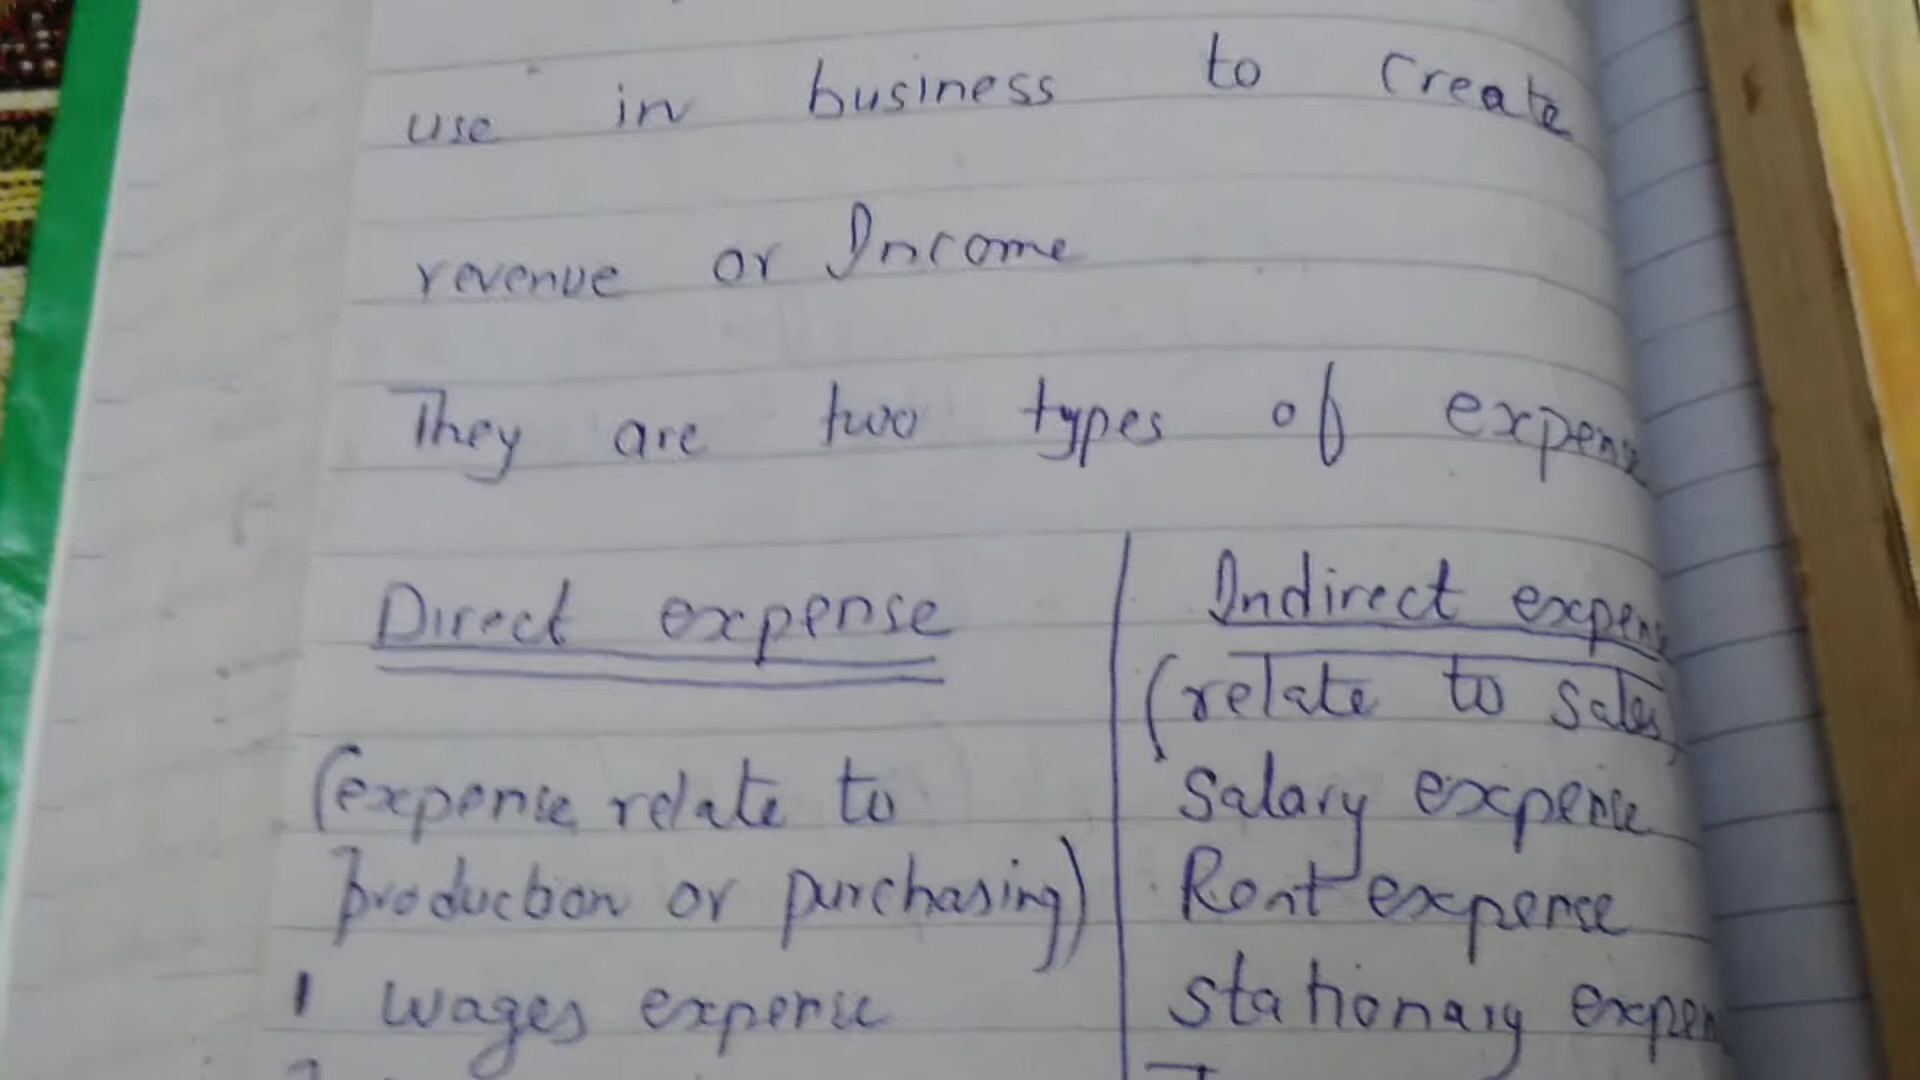 use in business to create
revenue or Income
They are two types of expense
Direct expense
(expense relate to
production or purchasing)
1 wages expense
Indirect expense
(relate to sales)
Salary expense
Rent expense
stationary expen